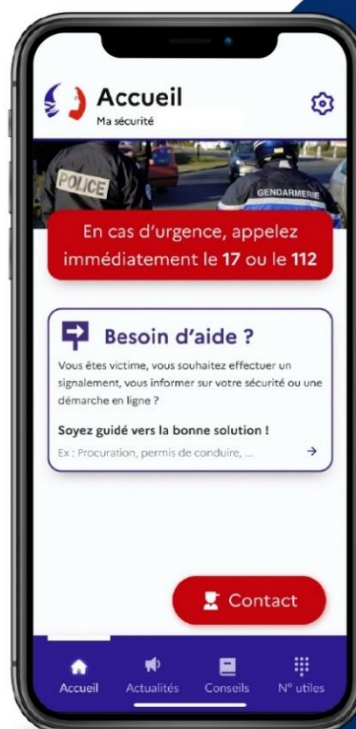 Accueil
Ma sécurité
POLICE
GENDARMERIE
En cas d'urgence, appelez
immédiatement le 17 ou le 112
Besoin d'aide ?
Vous êtes victime, vous souhaitez effectuer un
signalement, vous informer sur votre sécurité ou une
démarche en ligne ?
Soyez guidé vers la bonne solution !
Ex : Procuration, permis de conduire, ...
Contact
Accueil
Actualités
Conseils
N° utiles